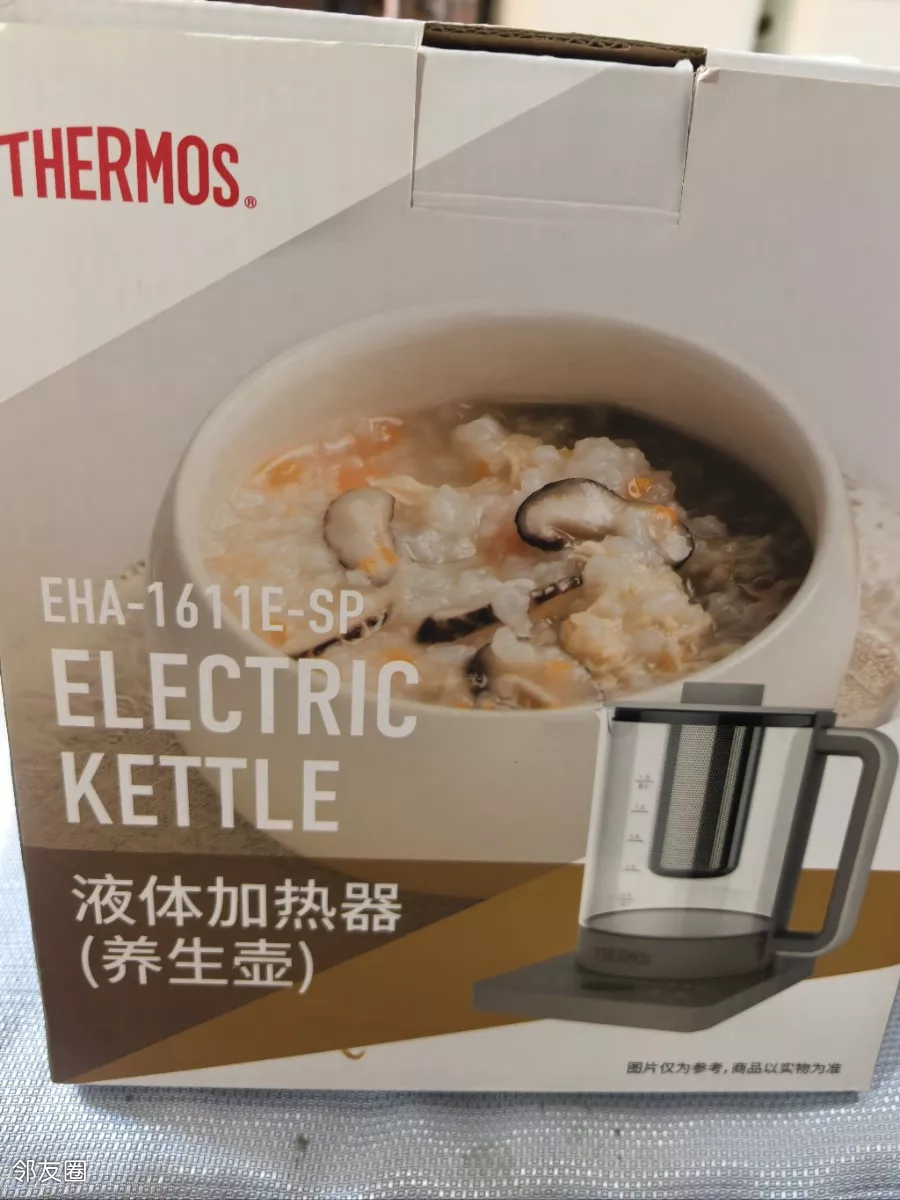 THERMOS®
EHA-1611E-SP
ELECTRIC
KETTLE
液体加热器
(养生壶)
THERMOS
图片仅为参考,商品以实物为准
邻友圈